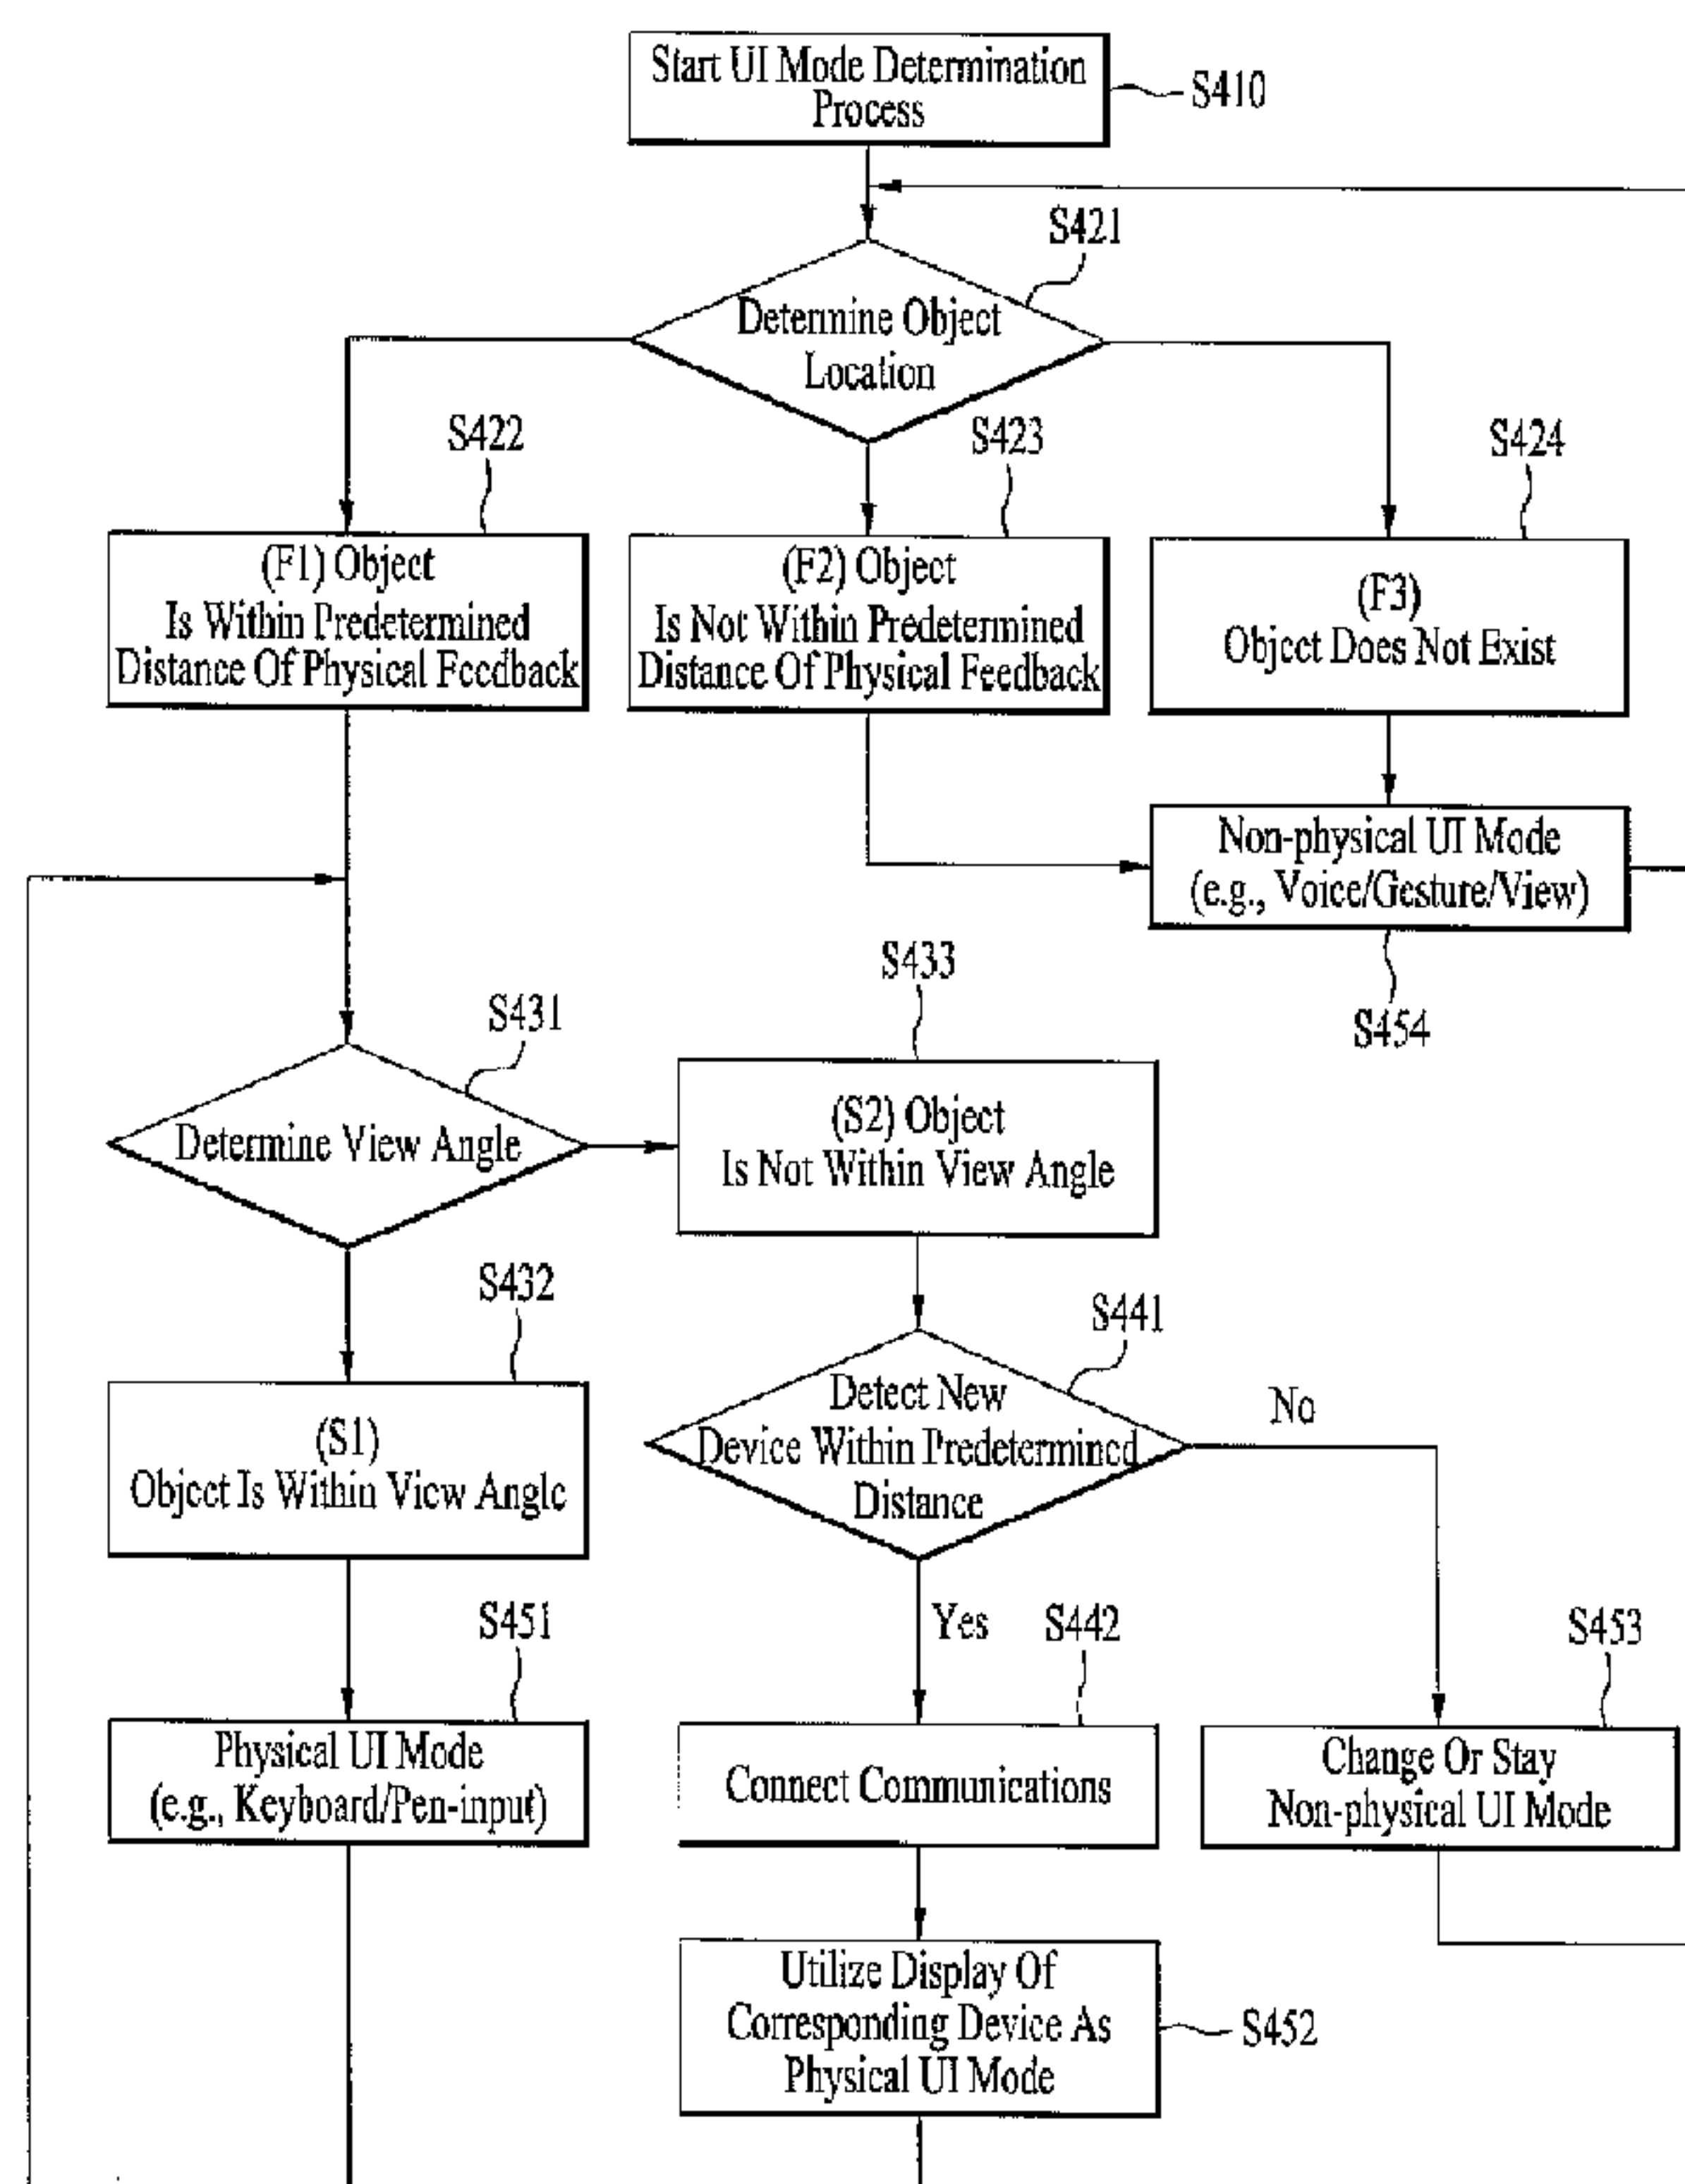 Start UI Mode Determination
Process
S410
S421
Determine Object
Location
S422
S423
S424
(F1) Object
Is Within Predetermined
Distance Of Physical Feedback
(F2) Object
Is Not Within Predetermined
Distance Of Physical Feedback
(F3)
Object Does Not Exist
Non-physical UI Mode
(e.g., Voice/Gesture/View)
S454
S433
S431
Determine View Angle
(S2) Object
Is Not Within View Angle
S432
S441
(S1)
Object Is Within View Angle
Detect New
Device Within Predetermined
Distance
No
Yes
S451
S442
S453
Physical UI Mode
(e.g., Keyboard/Pen-input)
Connect Communications
Change Or Stay
Non-physical UI Mode
Utilize Display Of
Corresponding Device As
Physical UI Mode
S452